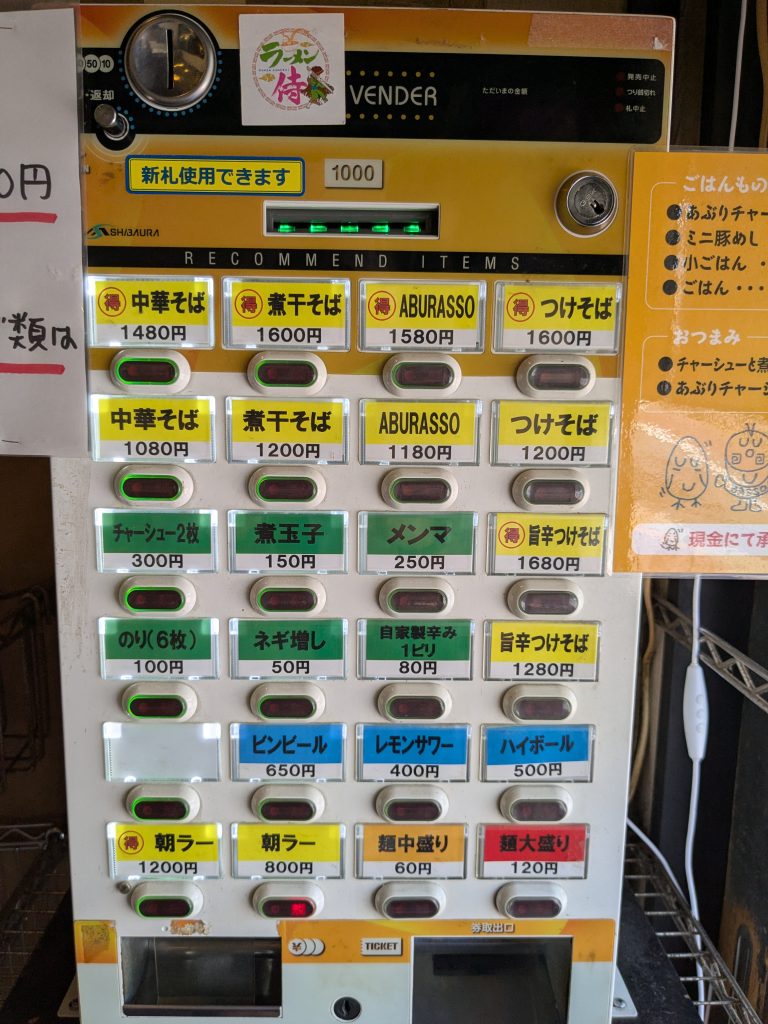 50 10
返却
ラーメン
侍
VENDER
ただいまの金額
発売中止
つり銭切れ
札中止
0円
類は
新札使用できます
1000
SHIBAURA
RECOMMEND ITEMS
得 中華そば
1480円
得 煮干そば
1600円
得 ABURASSO
1580円
得 つけそば
1600円
中華そば
1080円
煮干そば
1200円
ABURASSO
1180円
つけそば
1200円
チャーシュー2枚
300円
煮玉子
150円
メンマ
250円
得 旨辛つけそば
1680円
のり(6枚)
100円
ネギ増し
50円
自家製辛み
1ピリ
80円
旨辛つけそば
1280円
ビンビール
650円
レモンサワー
400円
ハイボール
500円
得 朝ラー
1200円
朝ラー
800円
麺中盛り
60円
麺大盛り
120円
TICKET
券取出口
ごはんもの
あぶりチャー
ミニ豚めし
小ごはん ・
ごはん ・・・
おつまみ
チャーシューと煮
あぶりチャーシ
現金にて承